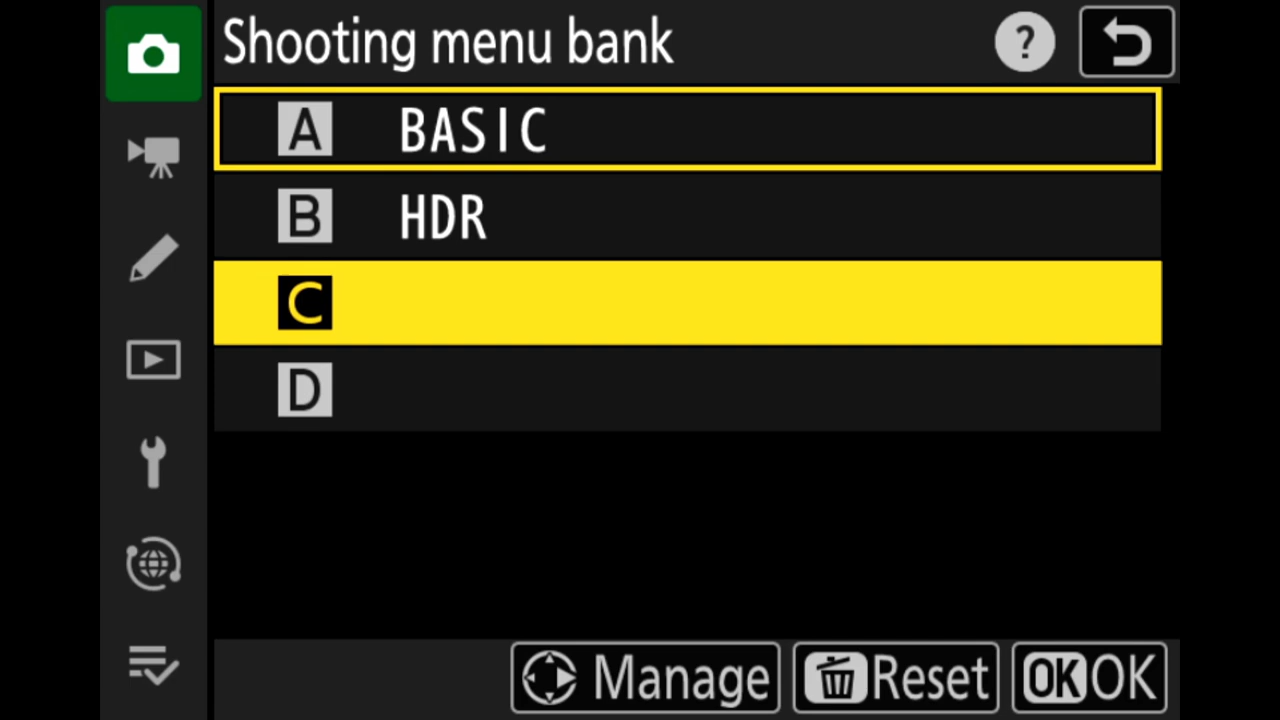 Shooting menu bank ?
A BASIC
B HDR
C
D
Manage Reset OK OK